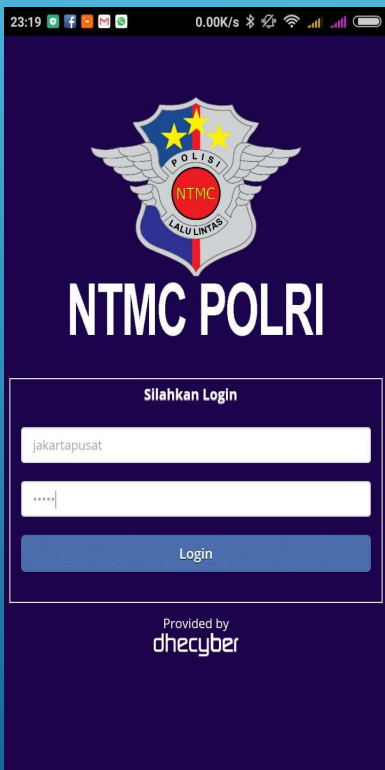 23:19 0.00K/s
POLISI
NTMC
LALU LINTAS
NTMC POLRI
Silahkan Login
jakartapusat
•••••
Login
Provided by
dhecyber